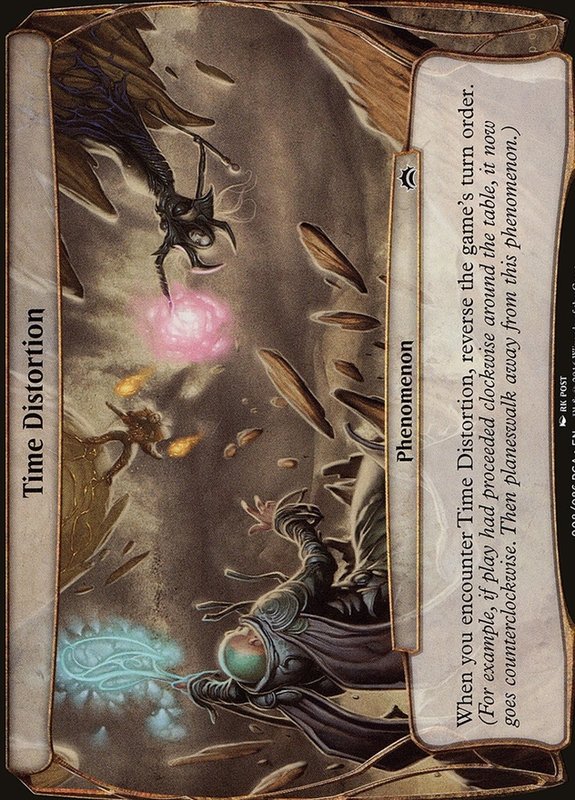 Time Distortion
Phenomenon
When you encounter Time Distortion, reverse the game's turn order.
(For example, if play had proceeded clockwise around the table, it now
goes counterclockwise. Then planeswalk away from this phenomenon.)
RK POST